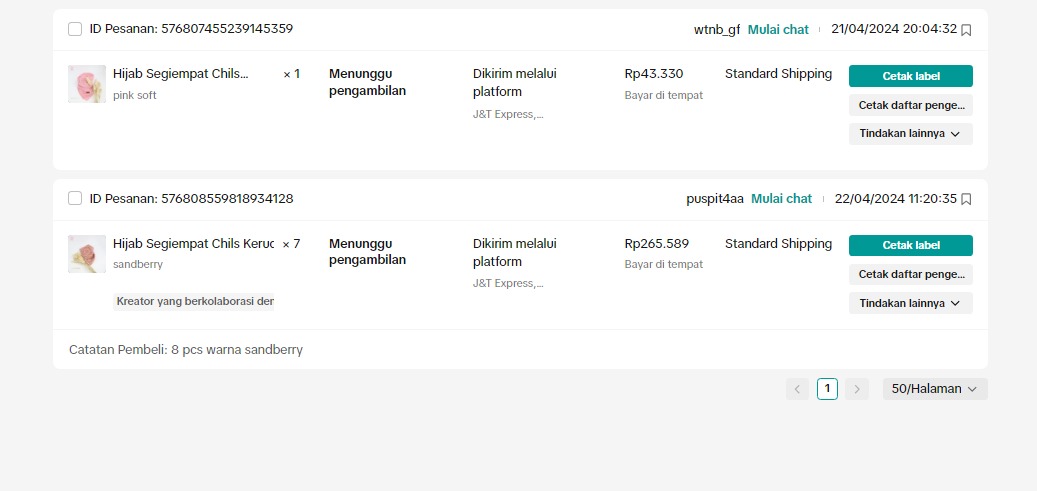 ID Pesanan: 576807455239145359
wtnb_gf Mulai chat 21/04/2024 20:04:32
Hijab Segiempat Chils... × 1
pink soft
Menunggu
pengambilan
Dikirim melalui
platform
J&T Express,...
Rp43.330
Bayar di tempat
Standard Shipping
Cetak label
Cetak daftar penge...
Tindakan lainnya
ID Pesanan: 576808559818934128
puspit4aa Mulai chat 22/04/2024 11:20:35
Hijab Segiempat Chils Keruc × 7
sandberry
Kreator yang berkolaborasi der
Menunggu
pengambilan
Dikirim melalui
platform
J&T Express,...
Rp265.589
Bayar di tempat
Standard Shipping
Cetak label
Cetak daftar penge...
Tindakan lainnya
Catatan Pembeli: 8 pcs warna sandberry
1
50/Halaman